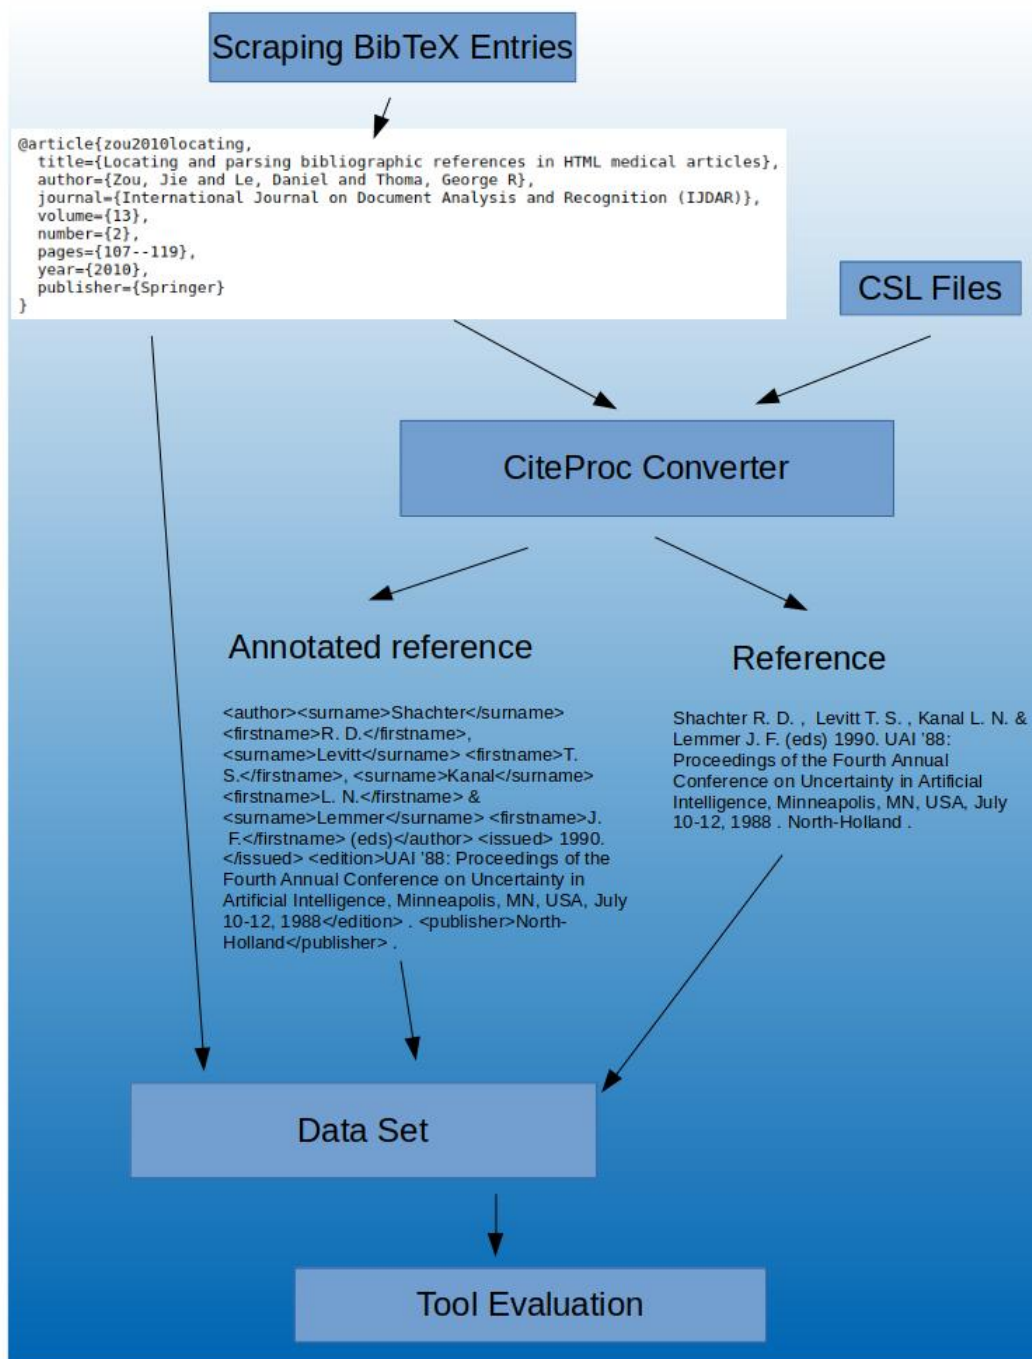 Scraping BibTeX Entries
@article{zou2010locating,
title={Locating and parsing bibliographic references in HTML medical articles},
author={Zou, Jie and Le, Daniel and Thoma, George R},
journal={International Journal on Document Analysis and Recognition (IJDAR)},
volume={13},
number={2},
pages={107--119},
year={2010},
publisher={Springer}
}
CSL Files
CiteProc Converter
Annotated reference
<author><surname>Shachter</surname>
<firstname>R. D.</firstname>,
<surname>Levitt</surname> <firstname>T.
S.</firstname>, <surname>Kanal</surname>
<firstname>L. N.</firstname> &
<surname>Lemmer</surname> <firstname>J.
F.</firstname> (eds)</author> <issued> 1990.
</issued> <edition>UAI '88: Proceedings of the
Fourth Annual Conference on Uncertainty in
Artificial Intelligence, Minneapolis, MN, USA, July
10-12, 1988</edition> . <publisher>North-
Holland</publisher> .
Reference
Shachter R. D. , Levitt T. S. , Kanal L. N. &
Lemmer J. F. (eds) 1990. UAI '88:
Proceedings of the Fourth Annual
Conference on Uncertainty in Artificial
Intelligence, Minneapolis, MN, USA, July
10-12, 1988 . North-Holland .
Data Set
Tool Evaluation